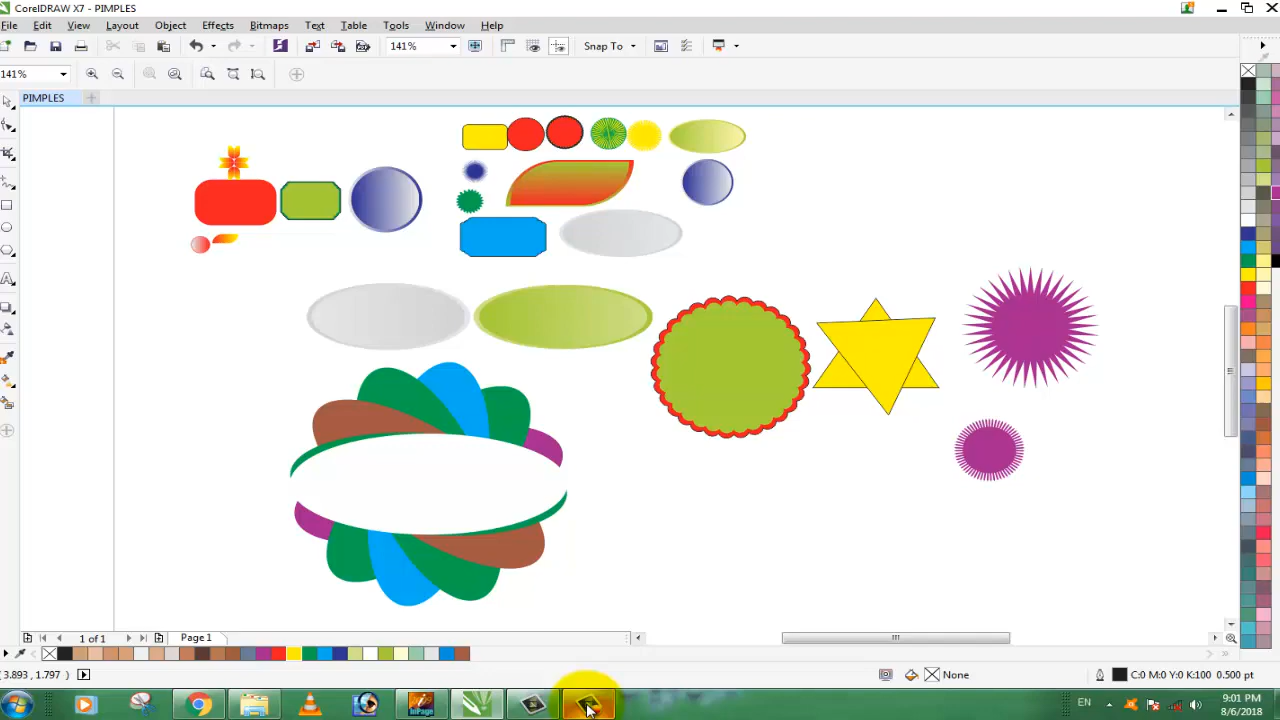 CorelDRAW X7 - PIMPLES
File Edit View Layout Object Effects Bitmaps Text Table Tools Window Help
141% Snap To
141%
PIMPLES
1 of 1 Page 1
3.893, 1.797 ) None C:0 M:0 Y:0 K:100 0.500 pt
inPage EN 9:01 PM
8/6/2018